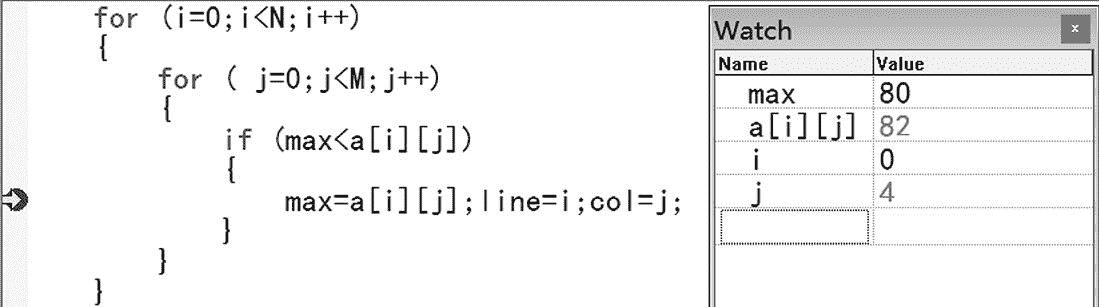 for (i=0;i<N;i++)
{
for ( j=0;j<M;j++)
{
if (max<a[i][j])
{
max=a[i][j];line=i;col=j;
}
}
}
Watch x
Name Value
max 80
a[i][j] 82
i 0
j 4